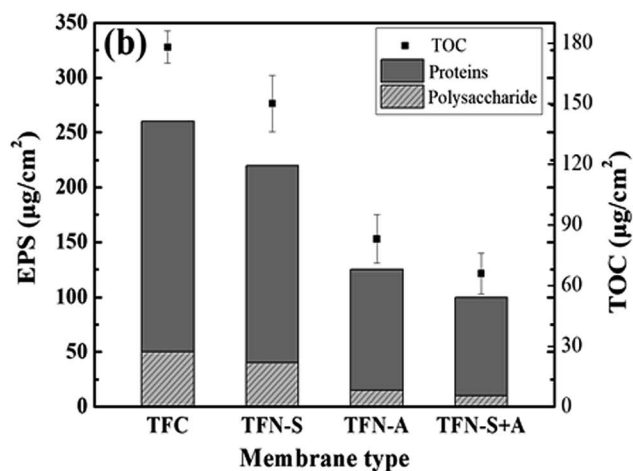 (b)
TOC
Proteins
Polysaccharide
EPS (μg/cm²)
350
300
250
200
150
100
50
0
TOC (μg/cm²)
180
150
120
90
60
30
0
TFC TFN-S TFN-A TFN-S+A
Membrane type